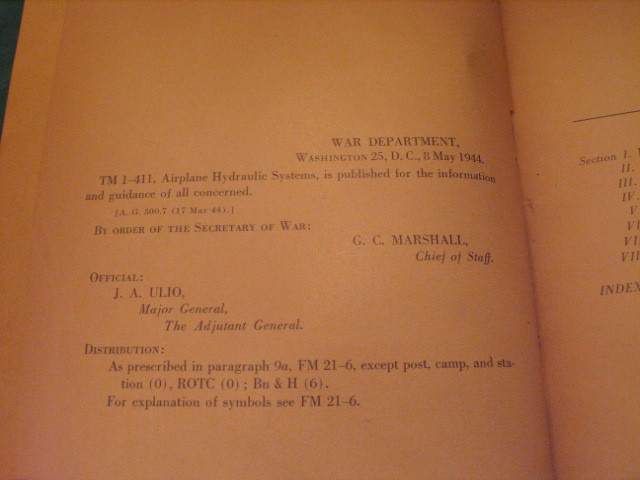 WAR DEPARTMENT,
WASHINGTON 25, D. C., 8 May 1944.
TM 1-411, Airplane Hydraulic Systems, is published for the information
and guidance of all concerned.
[A. G. 300.7 (17 Mar 44).]
BY ORDER OF THE SECRETARY OF WAR:
G. C. MARSHALL,
Chief of Staff.
OFFICIAL:
J. A. ULIO,
Major General,
The Adjutant General.
DISTRIBUTION:
As prescribed in paragraph 9a, FM 21-6, except post, camp, and sta-
tion (0), ROTC (0); Bn & H (6).
For explanation of symbols see FM 21-6.
Section I.
II.
III.
IV.
V
VI
VII
VII
INDEX